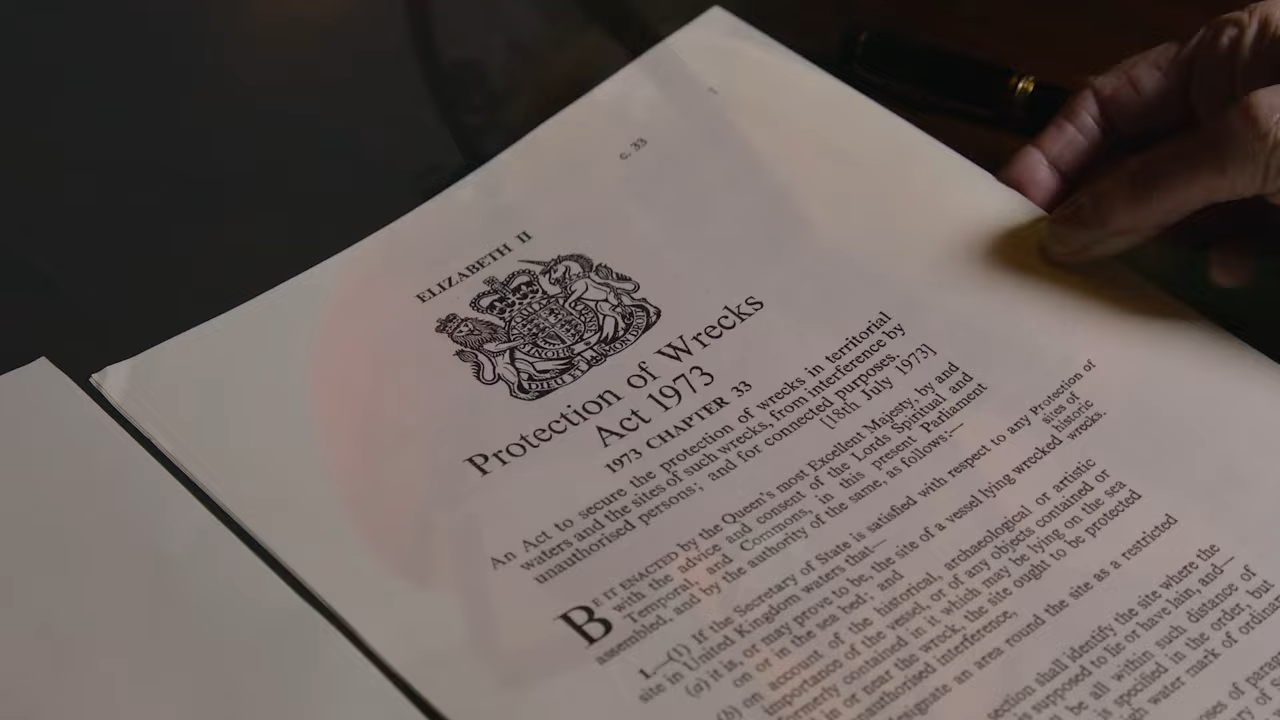 c. 33
ELIZABETH II
DIEU ET MON DROIT
Protection of Wrecks
Act 1973
1973 CHAPTER 33
An Act to secure the protection of wrecks in territorial
waters and the sites of such wrecks, from interference by
unauthorised persons; and for connected purposes.
[18th July 1973]
BE IT ENACTED by the Queen's most Excellent Majesty, by and
with the advice and consent of the Lords Spiritual and
Temporal, and Commons, in this present Parliament
assembled, and by the authority of the same, as follows:—
1.—(1) If the Secretary of State is satisfied with respect to any
site in United Kingdom waters that—
Protection of
sites of
historic
wrecks.
(a) it is, or may prove to be, the site of a vessel lying wrecked
on or in the sea bed; and
(b) on account of the historical, archaeological or artistic
importance of the vessel, or of any objects contained or
formerly contained in it which may be lying on the sea
in or near the wreck, the site ought to be protected
unauthorised interference,
designate an area round the site as a restricted
section shall identify the site where the
supposed to lie or have lain, and—
be all within such distance of
is specified in the order, but
water mark of